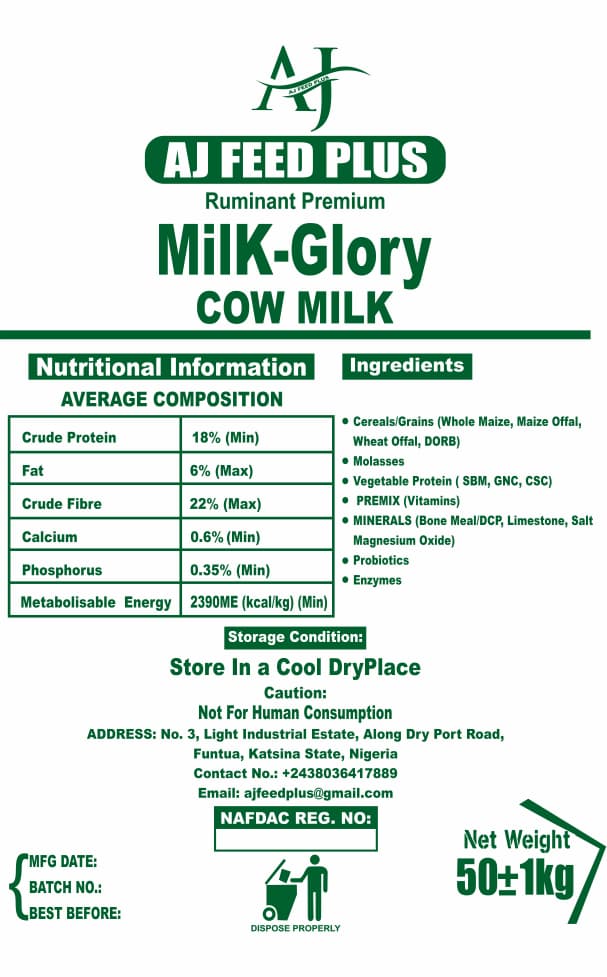 AJ
AJ FEED PLUS
AJ FEED PLUS
Ruminant Premium
MilK-Glory
COW MILK
Nutritional Information
AVERAGE COMPOSITION
Crude Protein 18% (Min)
Fat 6% (Max)
Crude Fibre 22% (Max)
Calcium 0.6% (Min)
Phosphorus 0.35% (Min)
Metabolisable Energy 2390ME (kcal/kg) (Min)
Ingredients
• Cereals/Grains (Whole Maize, Maize Offal,
Wheat Offal, DORB)
• Molasses
• Vegetable Protein ( SBM, GNC, CSC)
• PREMIX (Vitamins)
• MINERALS (Bone Meal/DCP, Limestone, Salt
Magnesium Oxide)
• Probiotics
• Enzymes
Storage Condition:
Store In a Cool DryPlace
Caution:
Not For Human Consumption
ADDRESS: No. 3, Light Industrial Estate, Along Dry Port Road,
Funtua, Katsina State, Nigeria
Contact No.: +2438036417889
Email: ajfeedplus@gmail.com
NAFDAC REG. NO:
MFG DATE:
BATCH NO.:
BEST BEFORE:
DISPOSE PROPERLY
Net Weight
50±1kg